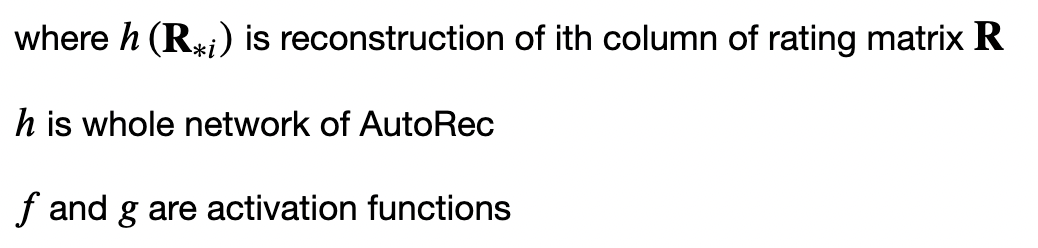 where h (R*i) is reconstruction of ith column of rating matrix R
h is whole network of AutoRec
f and g are activation functions